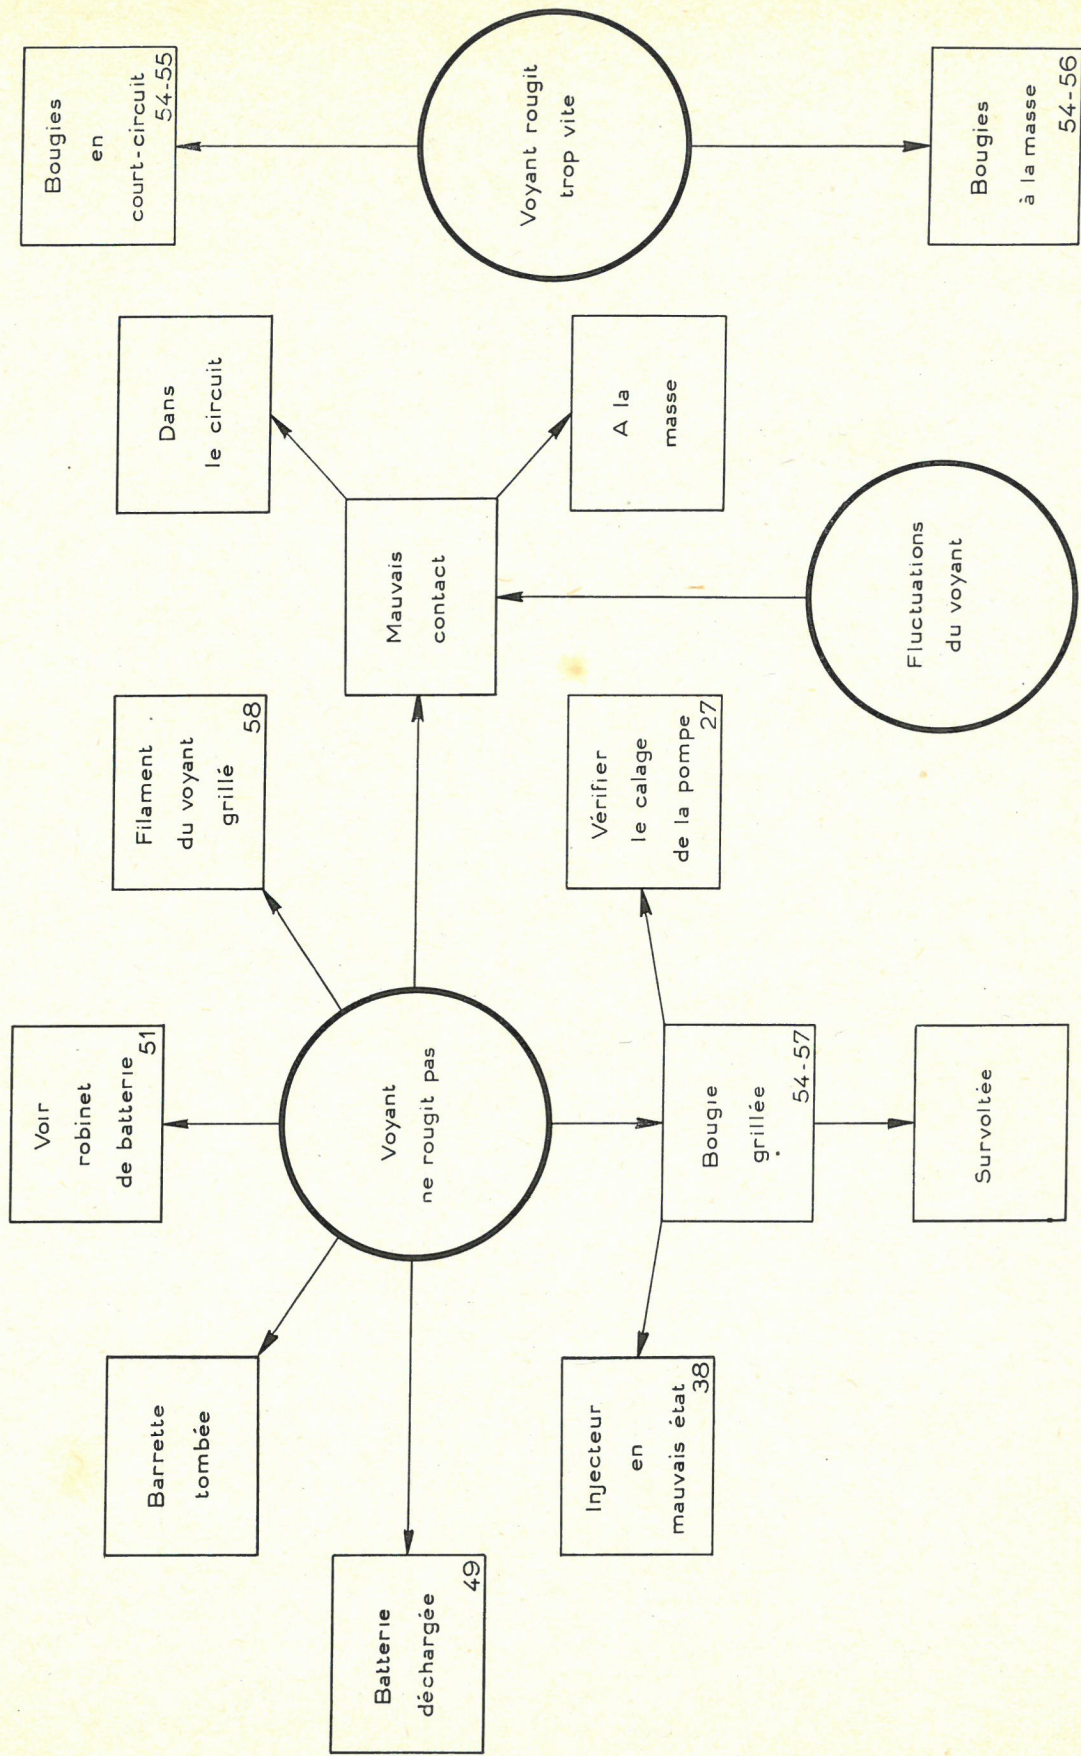 Voir
robinet
de batterie
51
Barrette
tombée
Filament
du voyant
grillé
58
Batterie
déchargée
49
Voyant
ne rougit pas
Mauvais
contact
Dans
le circuit
A la
masse
Injecteur
en
mauvais état
38
Bougie
grillée
54-57
Vérifier
le calage
de la pompe
27
Survoltée
Fluctuations
du voyant
Bougies
en
court-circuit
54-55
Voyant rougit
trop vite
Bougies
à la masse
54-56